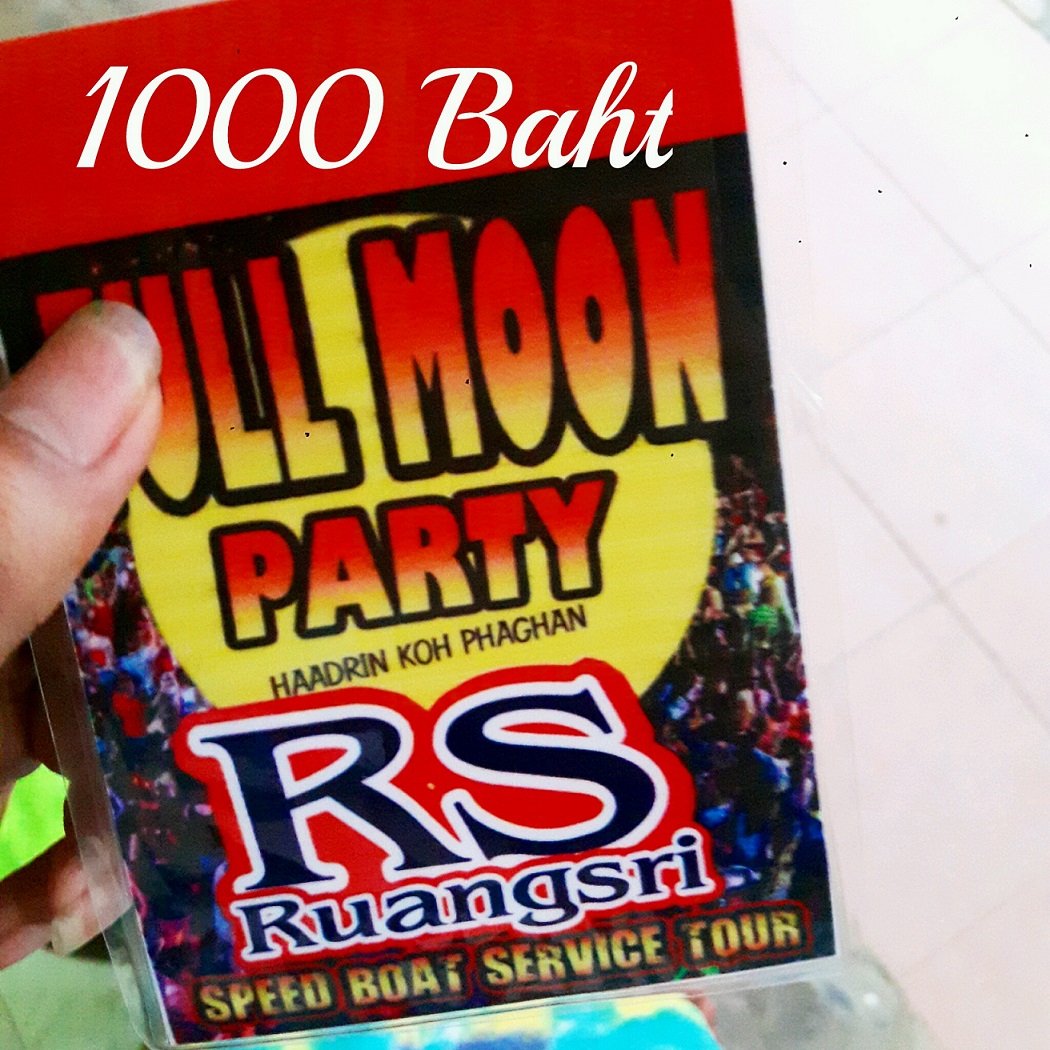 1000 Baht
FULL MOON
PARTY
HAADRIN KOH PHAGHAN
RS
Ruangsri
SPEED BOAT SERVICE TOUR